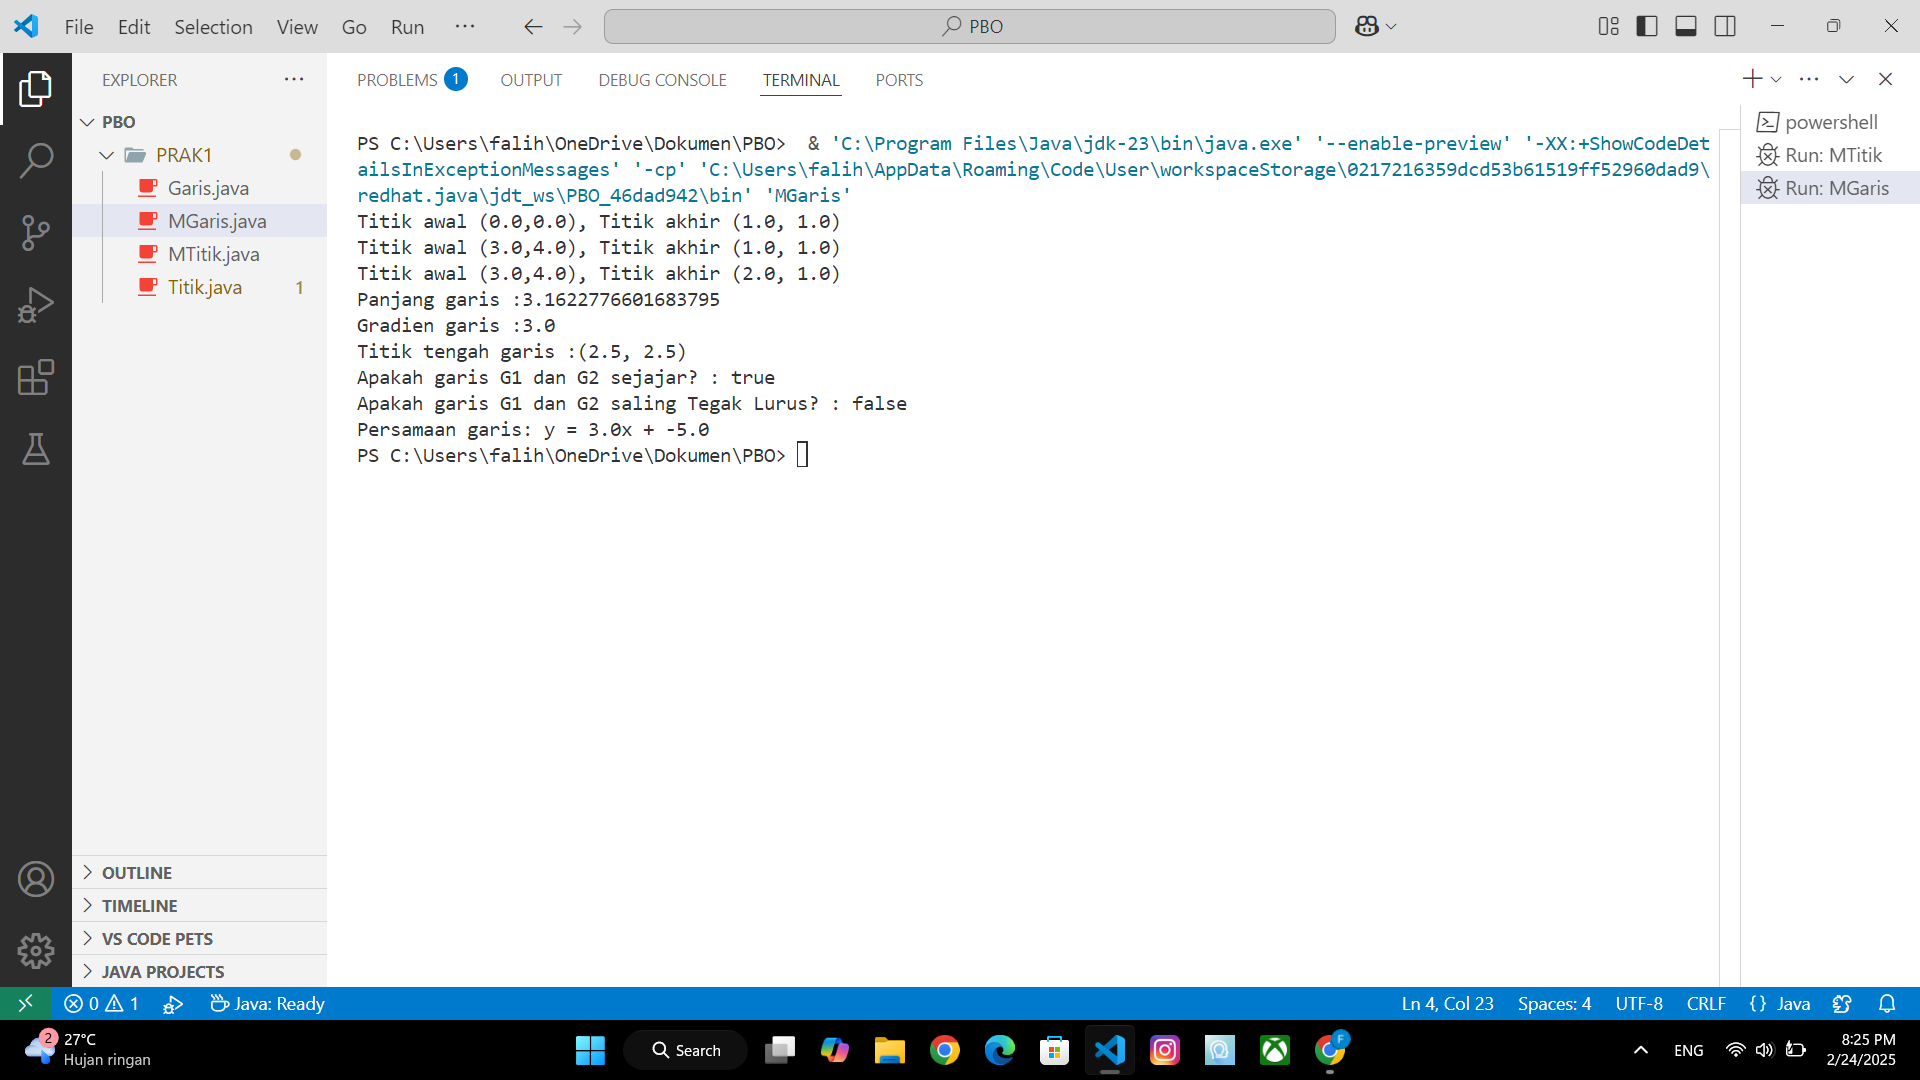 File Edit Selection View Go Run ···
PBO
EXPLORER ···
PBO
PRAK1
Garis.java
MGaris.java
MTitik.java
Titik.java 1
OUTLINE
TIMELINE
VS CODE PETS
JAVA PROJECTS
PROBLEMS 1 OUTPUT DEBUG CONSOLE TERMINAL PORTS
PS C:\Users\falih\OneDrive\Dokumen\PBO>  & 'C:\Program Files\Java\jdk-23\bin\java.exe' '--enable-preview' '-XX:+ShowCodeDet
ailsInExceptionMessages' '-cp' 'C:\Users\falih\AppData\Roaming\Code\User\workspaceStorage\0217216359dcd53b61519ff52960dad9\
redhat.java\jdt_ws\PBO_46dad942\bin' 'MGaris'
Titik awal (0.0,0.0), Titik akhir (1.0, 1.0)
Titik awal (3.0,4.0), Titik akhir (1.0, 1.0)
Titik awal (3.0,4.0), Titik akhir (2.0, 1.0)
Panjang garis :3.1622776601683795
Gradien garis :3.0
Titik tengah garis :(2.5, 2.5)
Apakah garis G1 dan G2 sejajar? : true
Apakah garis G1 dan G2 saling Tegak Lurus? : false
Persamaan garis: y = 3.0x + -5.0
PS C:\Users\falih\OneDrive\Dokumen\PBO>
powershell
Run: MTitik
Run: MGaris
0 1 Java: Ready
Ln 4, Col 23 Spaces: 4 UTF-8 CRLF {} Java
2 27°C
Hujan ringan
Search
F
ENG
8:25 PM
2/24/2025